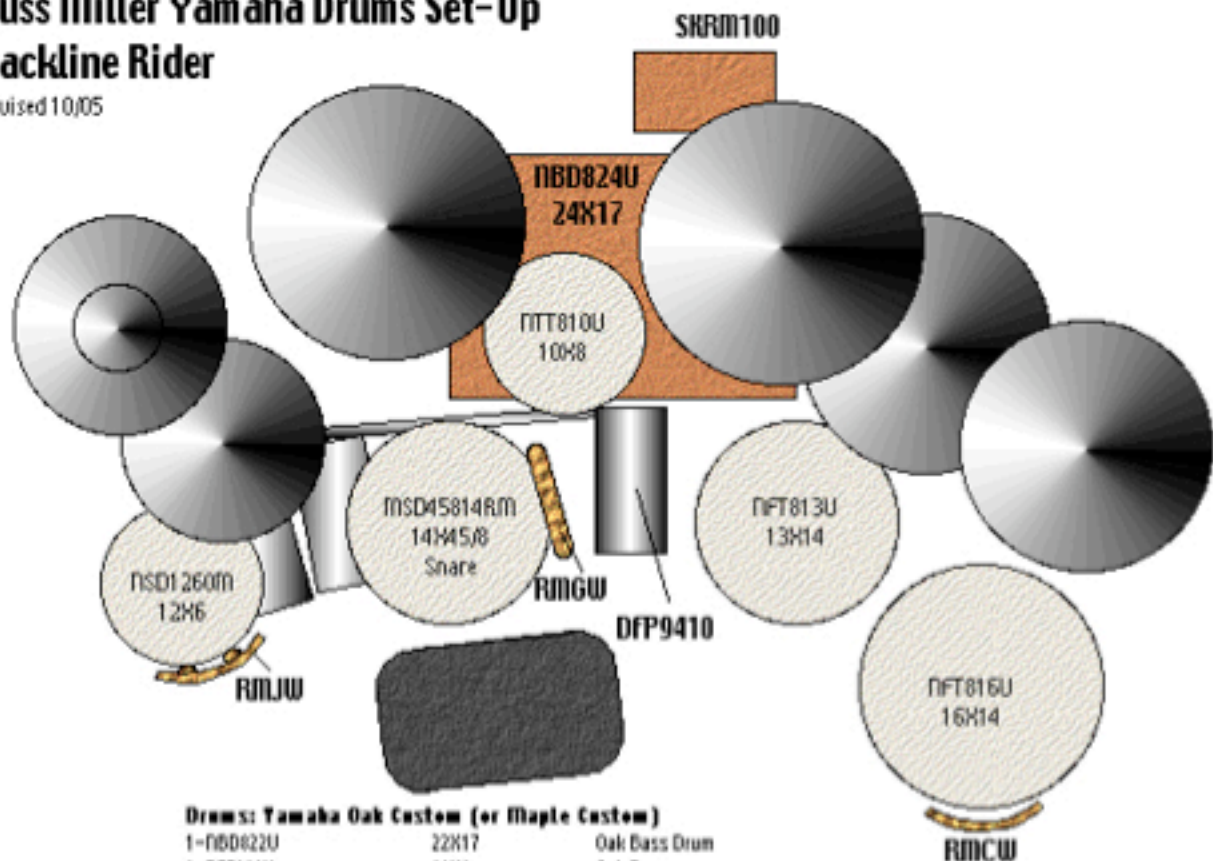 uss Miller Yamaha Drums Set-Up
ackline Rider
uised 10/05
SKRM100
NBD824U
24X17
NTT810U
10X8
MSD45814RM
14X45/8
Snare
NFT813U
13X14
NSD1260M
12X6
RMGW
DFP9410
RMJW
NFT816U
16X14
RMCW
Drums: Yamaha Oak Custom (or Maple Custom)
1-NBD822U 22X17 Oak Bass Drum